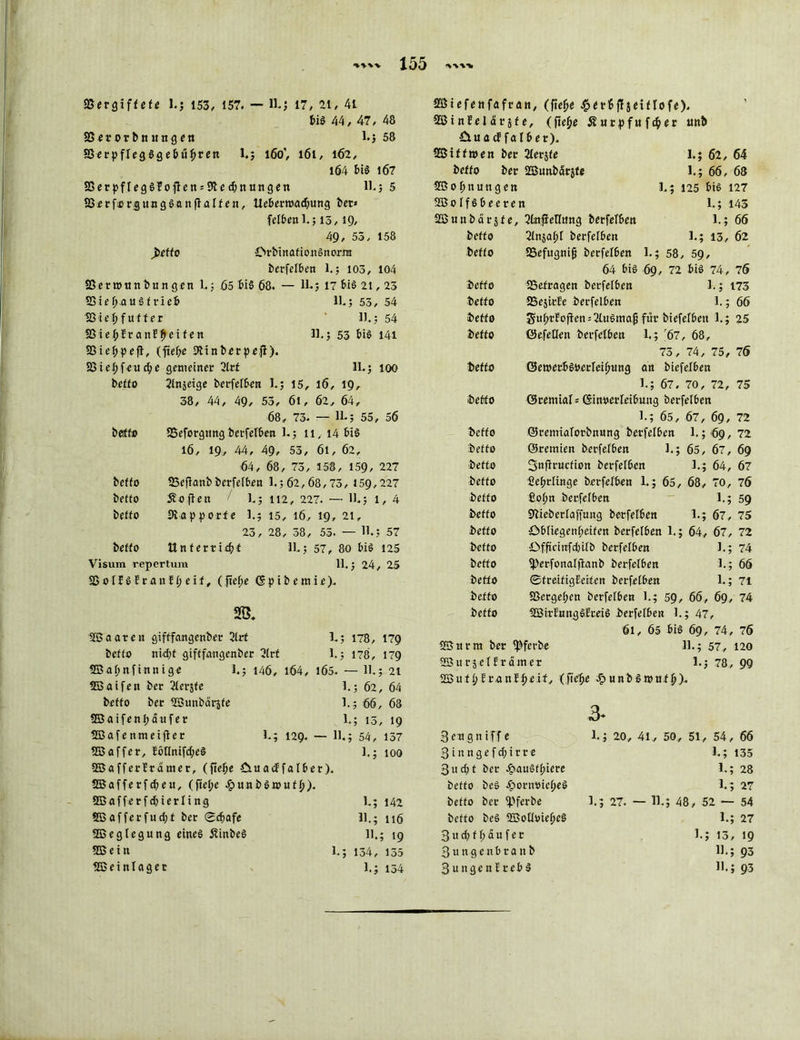 155
Vergiftete I.; 153, 157. — II.; 17, 21, 41
bis 44, 47, 48
Verordnungen I.; 58
Verpflegsgebühren I.; 160, 161, 162,
164 bis 167
Verpflegskosten-Rechnungen II.; 5
Versorgungsanstalten, Ueberwachung der-
selben I.; 13, 19,
49, 53, 158
detto Ordinationsnorm
derselben I.; 103, 104
Verwundungen I.; 65 bis 68. — II.; 17 bis 21, 23
Viehaustrieb II.; 53, 54
Viehfutter II.; 54
Viehkrankheiten II.; 53 bis 141
Viehpest, (siehe Rinderpest).
Viehseuche gemeiner Art II.; 100
detto Anzeige derselben I.; 15, 16, 19,
38, 44, 49, 53, 61, 62, 64,
68, 73. — II.; 55, 56
detto Besorgung derselben I.; 11, 14 bis
16, 19, 44, 49, 53, 61, 62,
64, 68, 73, 158, 159, 227
detto Bestand derselben I.; 62, 68, 73, 159, 227
detto Kosten I.; 112, 227. — II.; 1, 4
detto Rapporte I.; 15, 16, 19, 21,
23, 28, 38, 53. — II.; 57
detto Unterricht II.; 57, 80 bis 125
Visum repertum II.; 24, 25
Volkskrankheit, (siehe Epidemie).
W.
Waaren giftfangender Art I.; 178, 179
detto nicht giftfangender Art I.; 178, 179
Wahnsinnige I.; 146, 164, 165. — II.; 21
Waisen der Aerzte I.; 62, 64
detto der Wundärzte I.; 66, 68
Waisenhäuser I.; 13, 19
Wasenmeister I.; 129. — II.; 54, 137
Wasser, köllnisches I.; 100
Wasserkrämer, (siehe Quacksalber).
Wasserscheu, (siehe Hundswuth).
Wasserschierling I.; 142
Wassersucht der Schafe II.; 116
Weglegung eines Kindes II.; 19
Wein I.; 134, 135
Weinlager I.; 134
Wiesensafran, (siehe Herbstzeitlose).
Winkelärzte, (siehe Kurpfuscher und
Quacksalber).
Wittwen der Aerzte I.; 62, 64
detto der Wundärzte I.; 66, 68
Wohnungen I.; 125 bis 127
Wolfsbeeren I.; 143
Wundärzte, Anstellung derselben I.; 66
detto Anzahl derselben I.; 13, 62
detto Befugniß derselben I.; 58, 59,
64 bis 69, 72 bis 74, 76
detto Betragen derselben I.; 173
detto Bezirke derselben I.; 66
detto Fuhrkosten-Ausmaß für dieselben I.; 25
detto Gesellen derselben I.; 67, 68,
73, 74, 75, 76
detto Gewerbsverleihung an dieselben
I.; 67, 70, 72, 75
detto Gremial-Einverleibung derselben
I.; 65, 67, 69, 72
detto Gremialordnung derselben I.; 69, 72
detto Gremien derselben I.; 65, 67, 69
detto Instruction derselben I.; 64, 67
detto Lehrlinge derselben I.; 65, 68, 70, 76
detto Lohn derselben I.; 59
detto Niederlassung derselben I.; 67, 75
detto Obliegenheiten derselben I.; 64, 67, 72
detto Officinschild derselben I.; 74
detto Personalstand derselben I.; 66
detto Streitigkeiten derselben I.; 71
detto Vergehen derselben I.; 59, 66, 69, 74
detto Wirkungskreis derselben I.; 47,
61, 65 bis 69, 74, 76
Wurm der Pferde II.; 57, 120
Wurzelkrämer I.; 78, 99
Wuthkrankheit, (siehe Hundswuth).
Z.
Zeugnisse I.; 20, 41, 50, 51, 54, 66
Zinngeschirre I.; 135
Zucht der Hausthiere I.; 28
detto des Hornviehes I.; 27
detto der Pferde I.; 27. — II.; 48, 52 — 54
detto des Wollviehes I.; 27
Zuchthäuser I.; 13, 19
Zungenbrand II.; 93
Zungenkrebs II.; 93